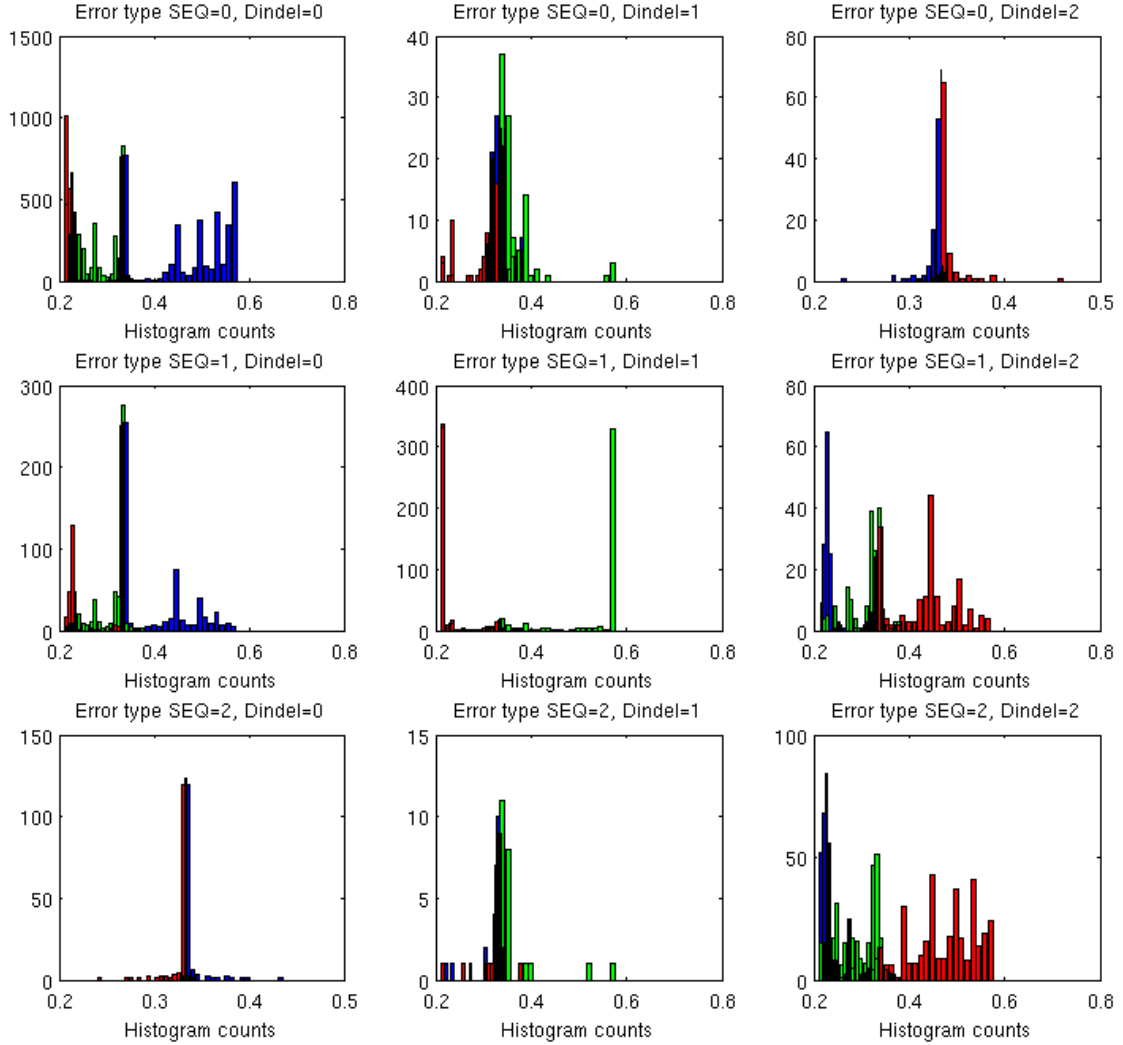 Error type SEQ=0, Dindel=0
Error type SEQ=0, Dindel=1
Error type SEQ=0, Dindel=2
1500
1000
500
0
0.2 0.4 0.6 0.8
Histogram counts
40
30
20
10
0
0.2 0.4 0.6 0.8
Histogram counts
80
60
40
20
0
0.2 0.3 0.4 0.5
Histogram counts
Error type SEQ=1, Dindel=0
Error type SEQ=1, Dindel=1
Error type SEQ=1, Dindel=2
300
200
100
0
0.2 0.4 0.6 0.8
Histogram counts
400
300
200
100
0
0.2 0.4 0.6 0.8
Histogram counts
80
60
40
20
0
0.2 0.4 0.6 0.8
Histogram counts
Error type SEQ=2, Dindel=0
Error type SEQ=2, Dindel=1
Error type SEQ=2, Dindel=2
150
100
50
0
0.2 0.3 0.4 0.5
Histogram counts
15
10
5
0
0.2 0.4 0.6 0.8
Histogram counts
100
50
0
0.2 0.4 0.6 0.8
Histogram counts